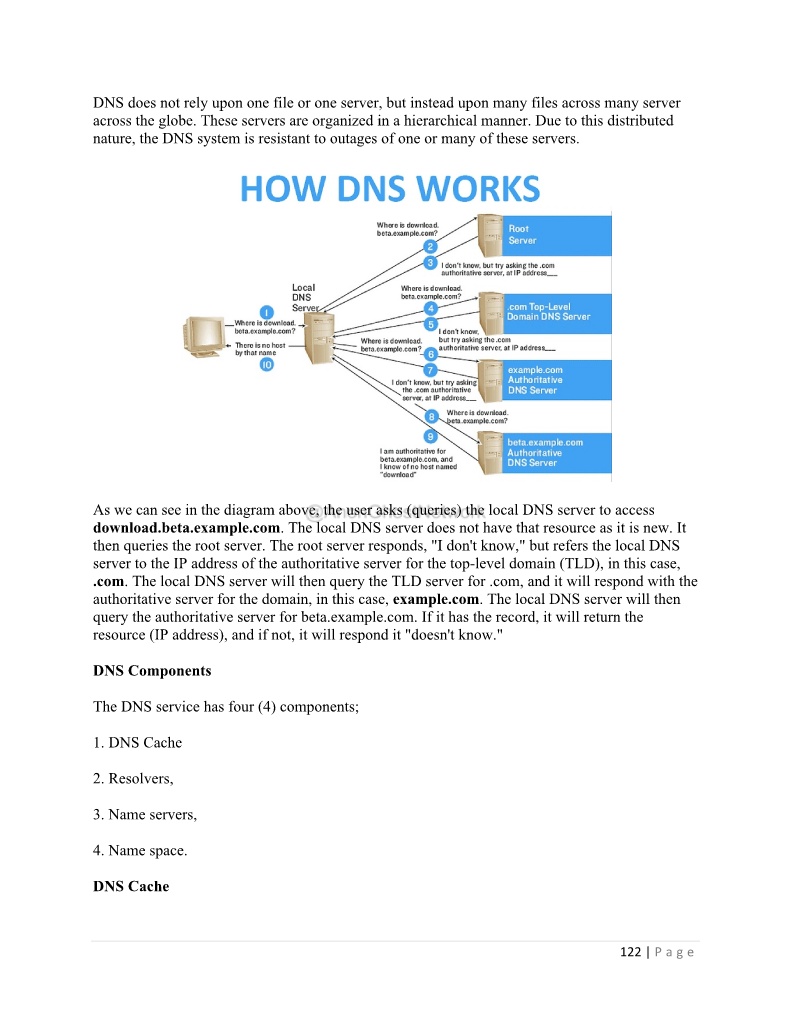 DNS does not rely upon one file or one server, but instead upon many files across many server
across the globe. These servers are organized in a hierarchical manner. Due to this distributed
nature, the DNS system is resistant to outages of one or many of these servers.
HOW DNS WORKS
Where is download.
beta.example.com?
2
Root
Server
3
I don't know, but try asking the .com
authoritative server, at IP address___
Local
DNS
Server
Where is download.
beta.example.com?
4
.com Top-Level
Domain DNS Server
1
Where is download.
beta.example.com?
5
I don't know,
but try asking the .com
authoritative server, at IP address___
There is no host
by that name
10
Where is download.
beta.example.com?
6
7
example.com
Authoritative
DNS Server
I don't know, but try asking
the .com authoritative
server, at IP address___
8
Where is download.
beta.example.com?
9
beta.example.com
Authoritative
DNS Server
I am authoritative for
beta.example.com, and
I know of no host named
"download"
As we can see in the diagram above, the user asks (queries) the local DNS server to access
download.beta.example.com. The local DNS server does not have that resource as it is new. It
then queries the root server. The root server responds, "I don't know," but refers the local DNS
server to the IP address of the authoritative server for the top-level domain (TLD), in this case,
.com. The local DNS server will then query the TLD server for .com, and it will respond with the
authoritative server for the domain, in this case, example.com. The local DNS server will then
query the authoritative server for beta.example.com. If it has the record, it will return the
resource (IP address), and if not, it will respond it "doesn't know."
DNS Components
The DNS service has four (4) components;
1. DNS Cache
2. Resolvers,
3. Name servers,
4. Name space.
DNS Cache
122 | P a g e